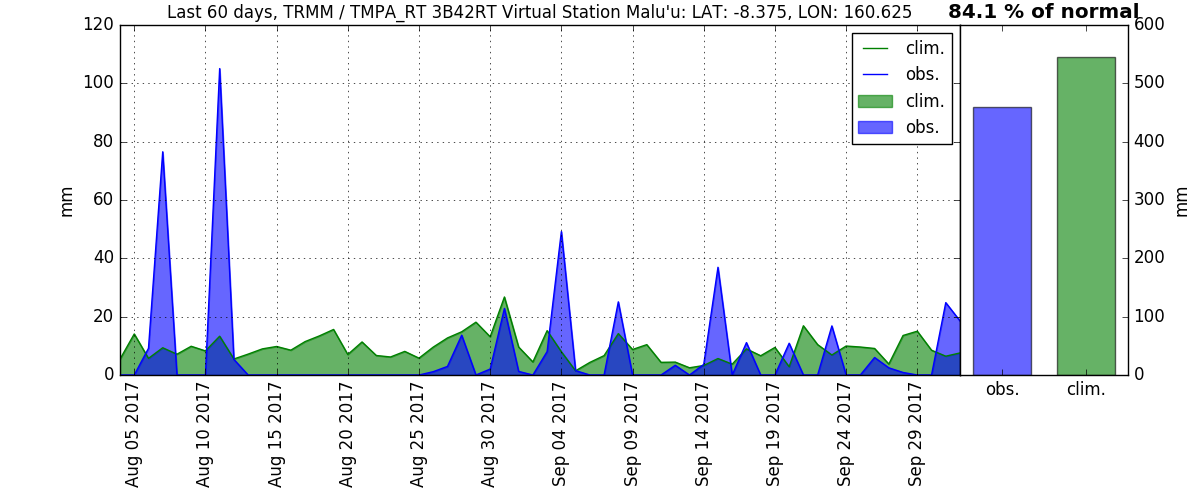 Last 60 days, TRMM / TMPA_RT 3B42RT Virtual Station Malu'u: LAT: -8.375, LON: 160.625
84.1 % of normal
120
100
80
60
40
20
0
mm
clim.
obs.
clim.
obs.
600
500
400
300
200
100
0
mm
Aug 05 2017
Aug 10 2017
Aug 15 2017
Aug 20 2017
Aug 25 2017
Aug 30 2017
Sep 04 2017
Sep 09 2017
Sep 14 2017
Sep 19 2017
Sep 24 2017
Sep 29 2017
obs.
clim.